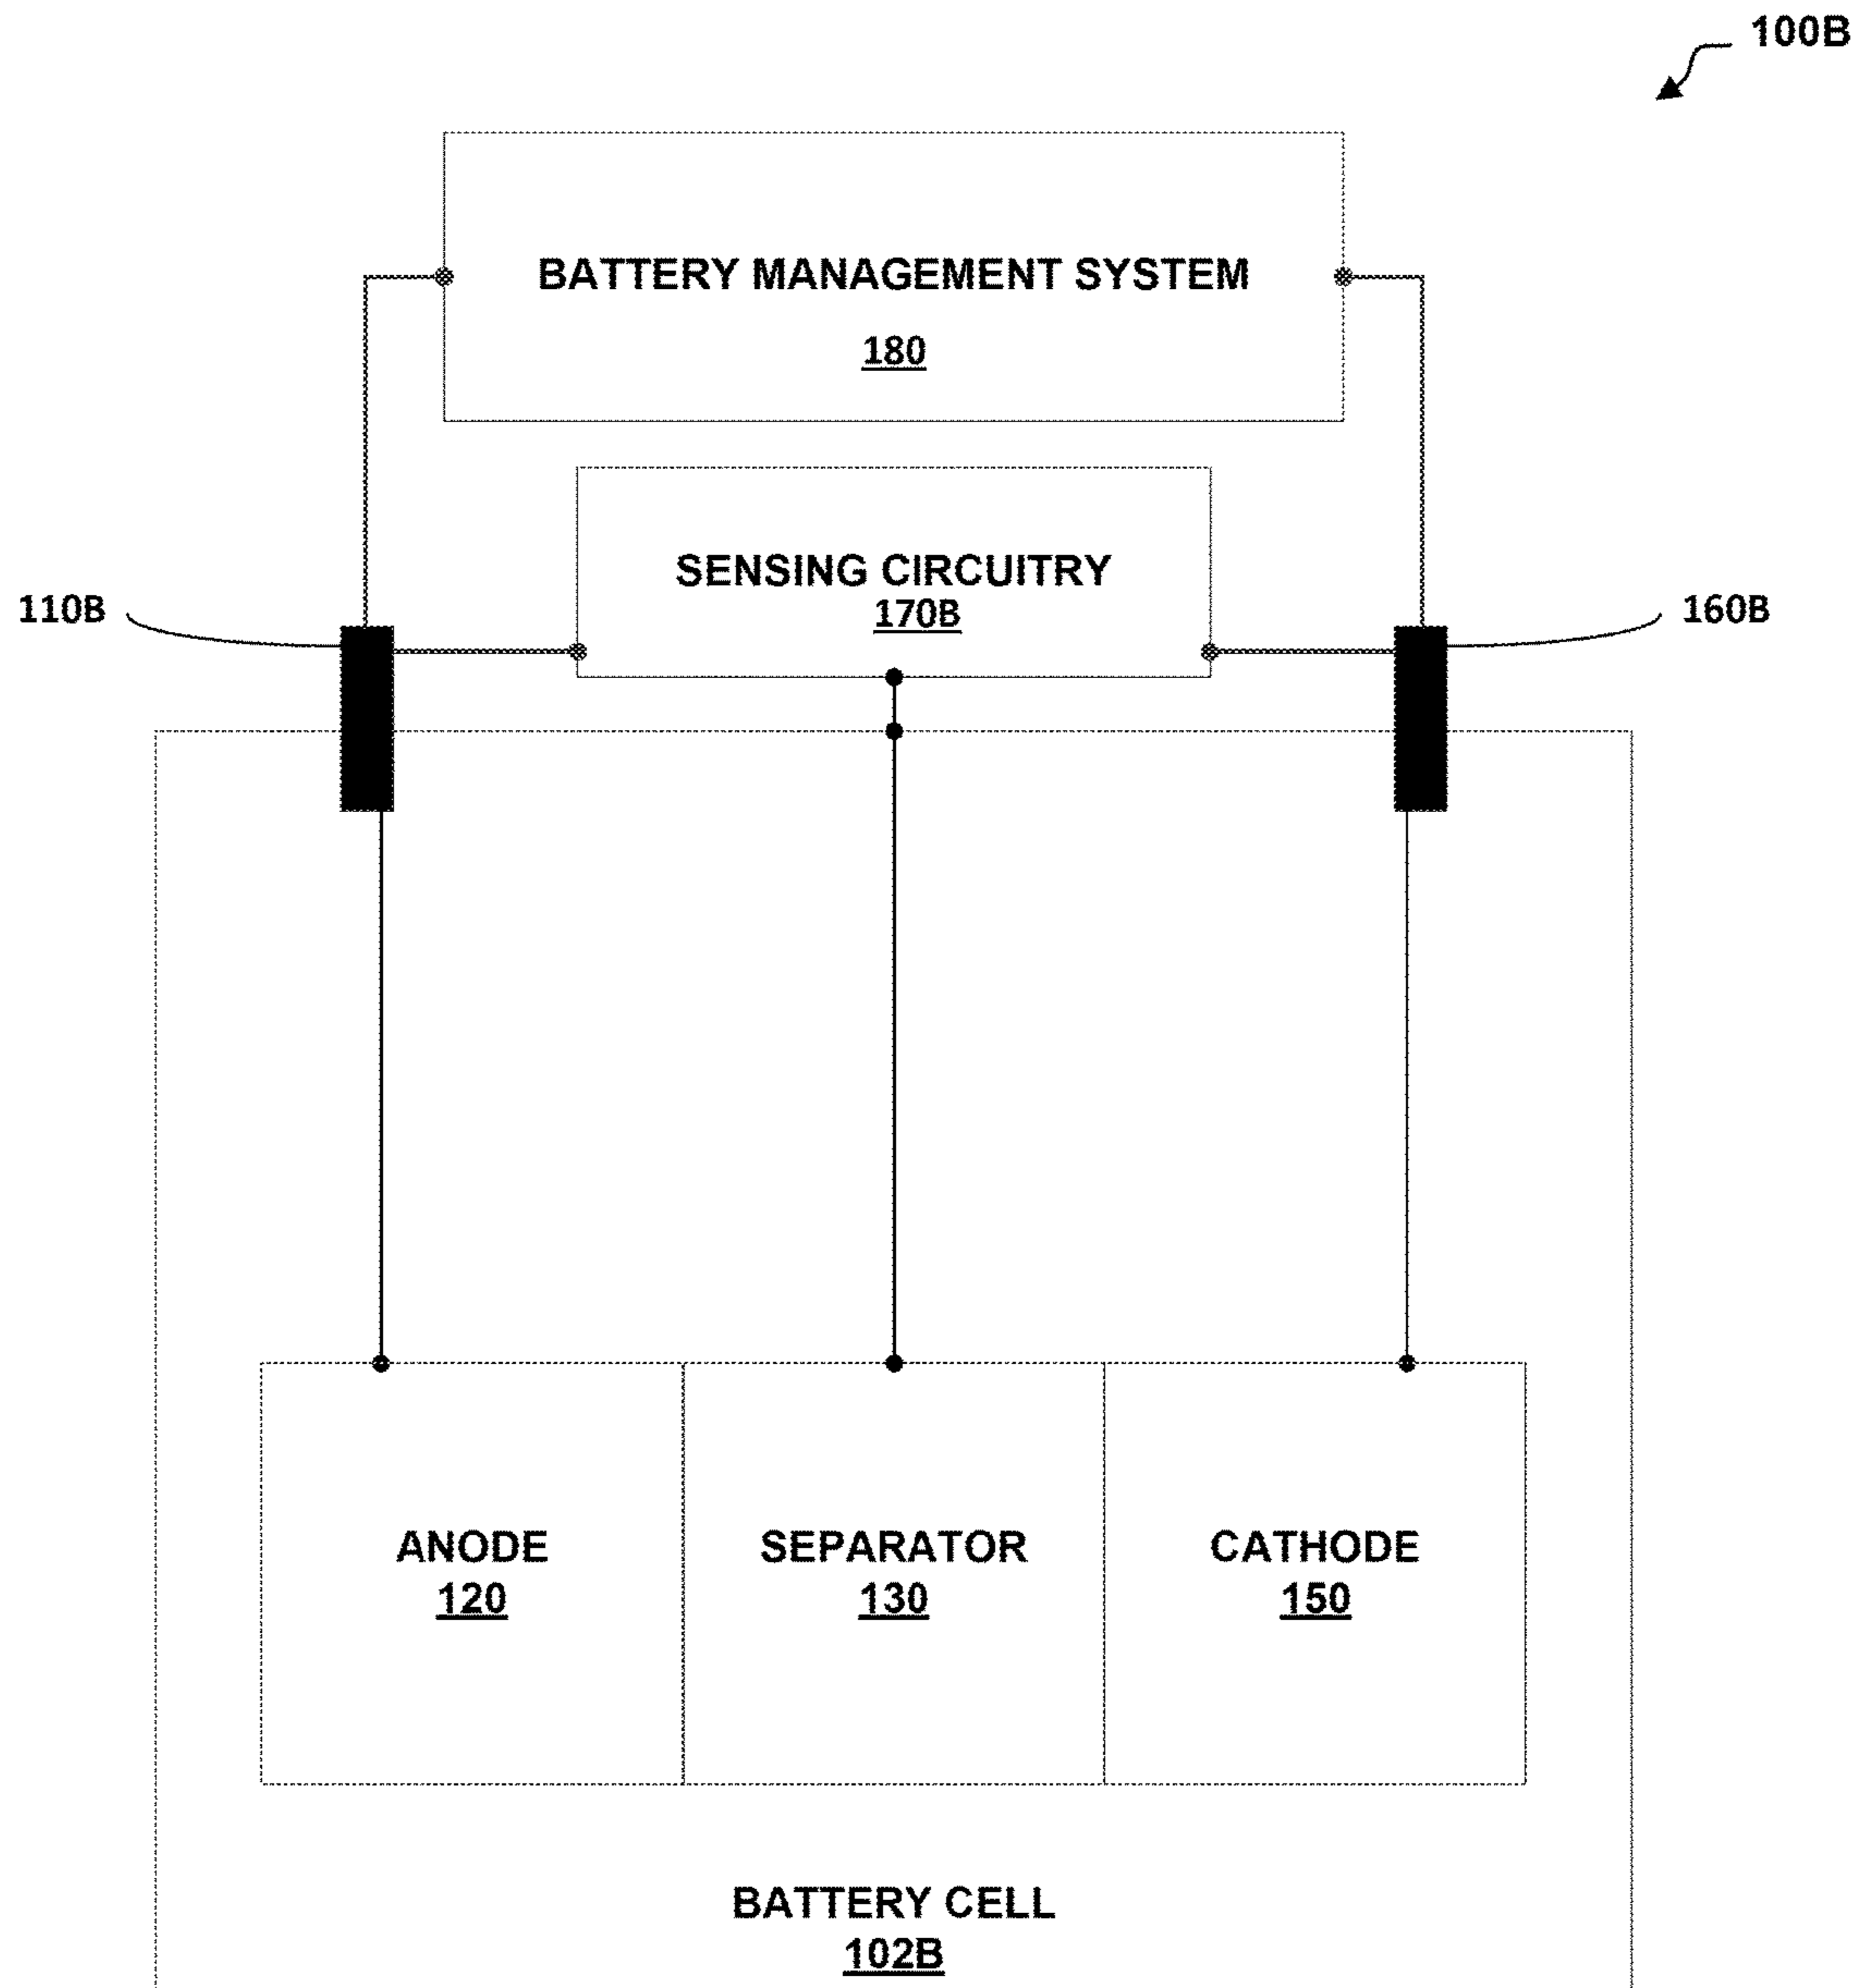 100B
BATTERY MANAGEMENT SYSTEM
180
SENSING CIRCUITRY
170B
110B
160B
ANODE
120
SEPARATOR
130
CATHODE
150
BATTERY CELL
102B